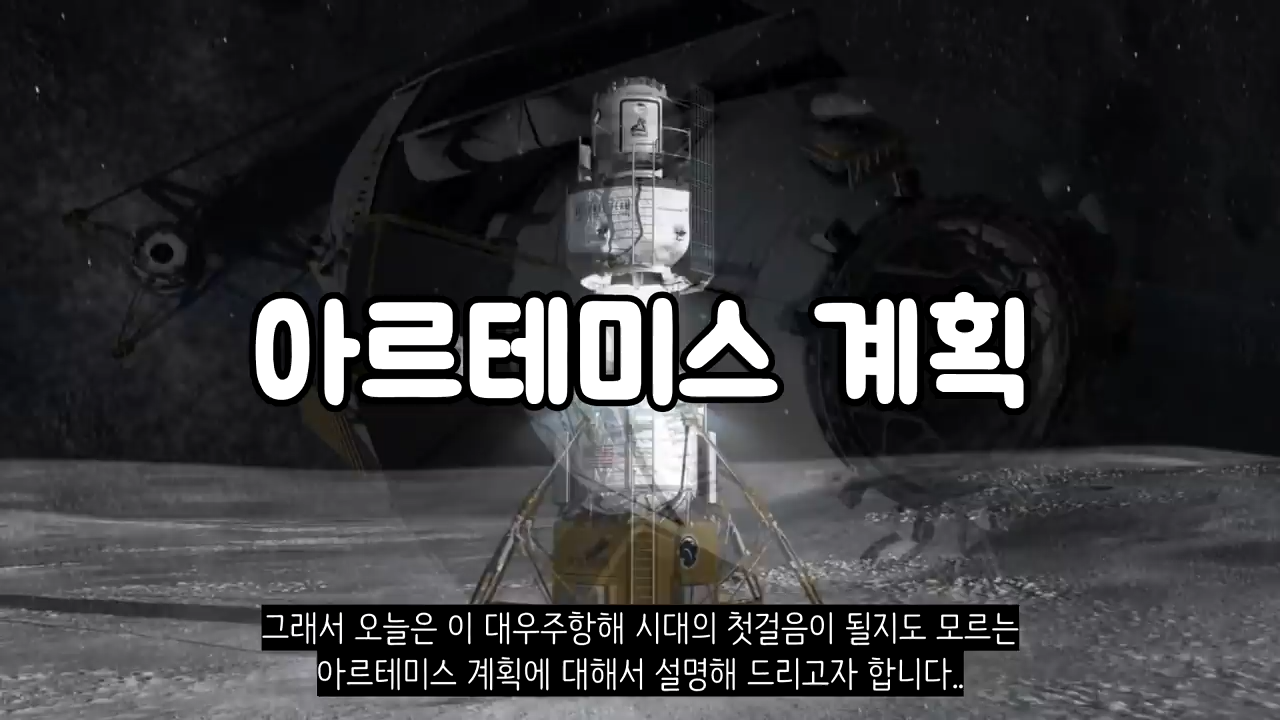 아르테미스 계획
그래서 오늘은 이 대우주항해 시대의 첫걸음이 될지도 모르는
아르테미스 계획에 대해서 설명해 드리고자 합니다..